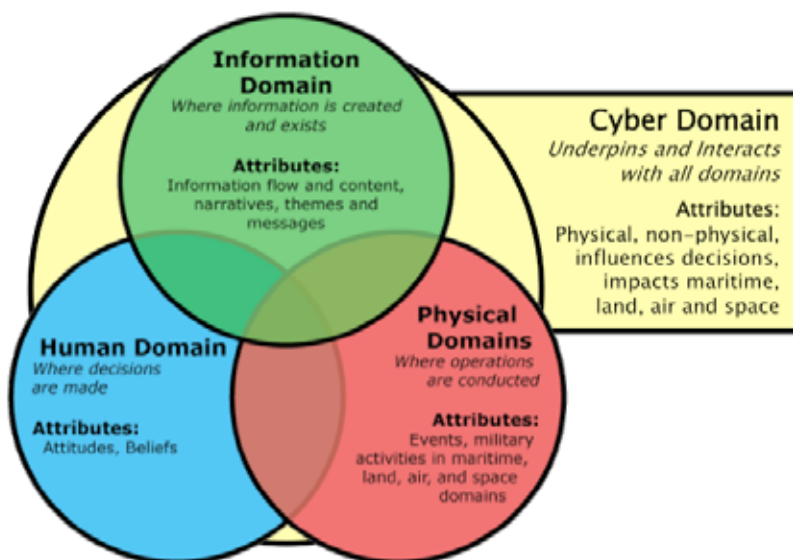 Information
Domain
Where information is created
and exists
Attributes:
Information flow and content,
narratives, themes and
messages
Cyber Domain
Underpins and Interacts
with all domains
Attributes:
Physical, non-physical,
influences decisions,
impacts maritime,
land, air and space
Human Domain
Where decisions
are made
Attributes:
Attitudes, Beliefs
Physical
Domains
Where operations
are conducted
Attributes:
Events, military
activities in maritime,
land, air, and space
domains